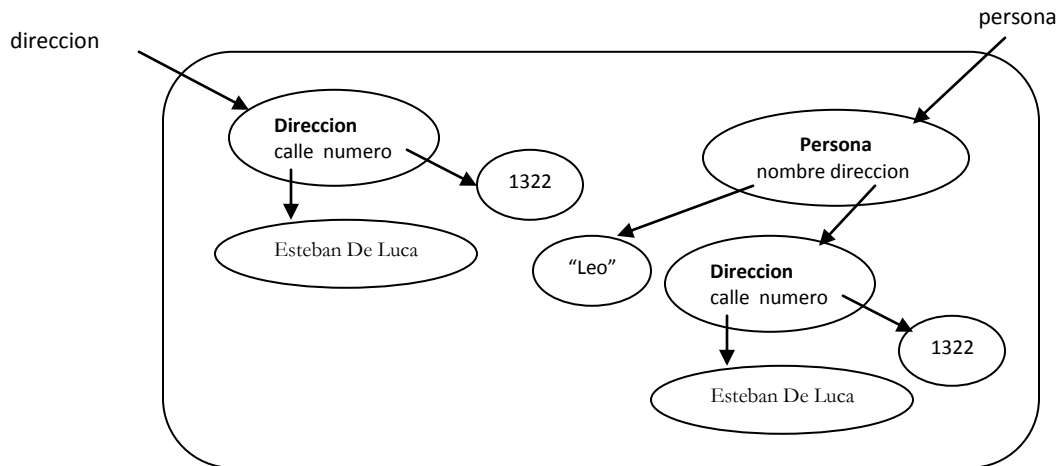 direccion
persona
Direccion
calle numero
1322
Esteban De Luca
Persona
nombre direccion
“Leo”
Direccion
calle numero
1322
Esteban De Luca